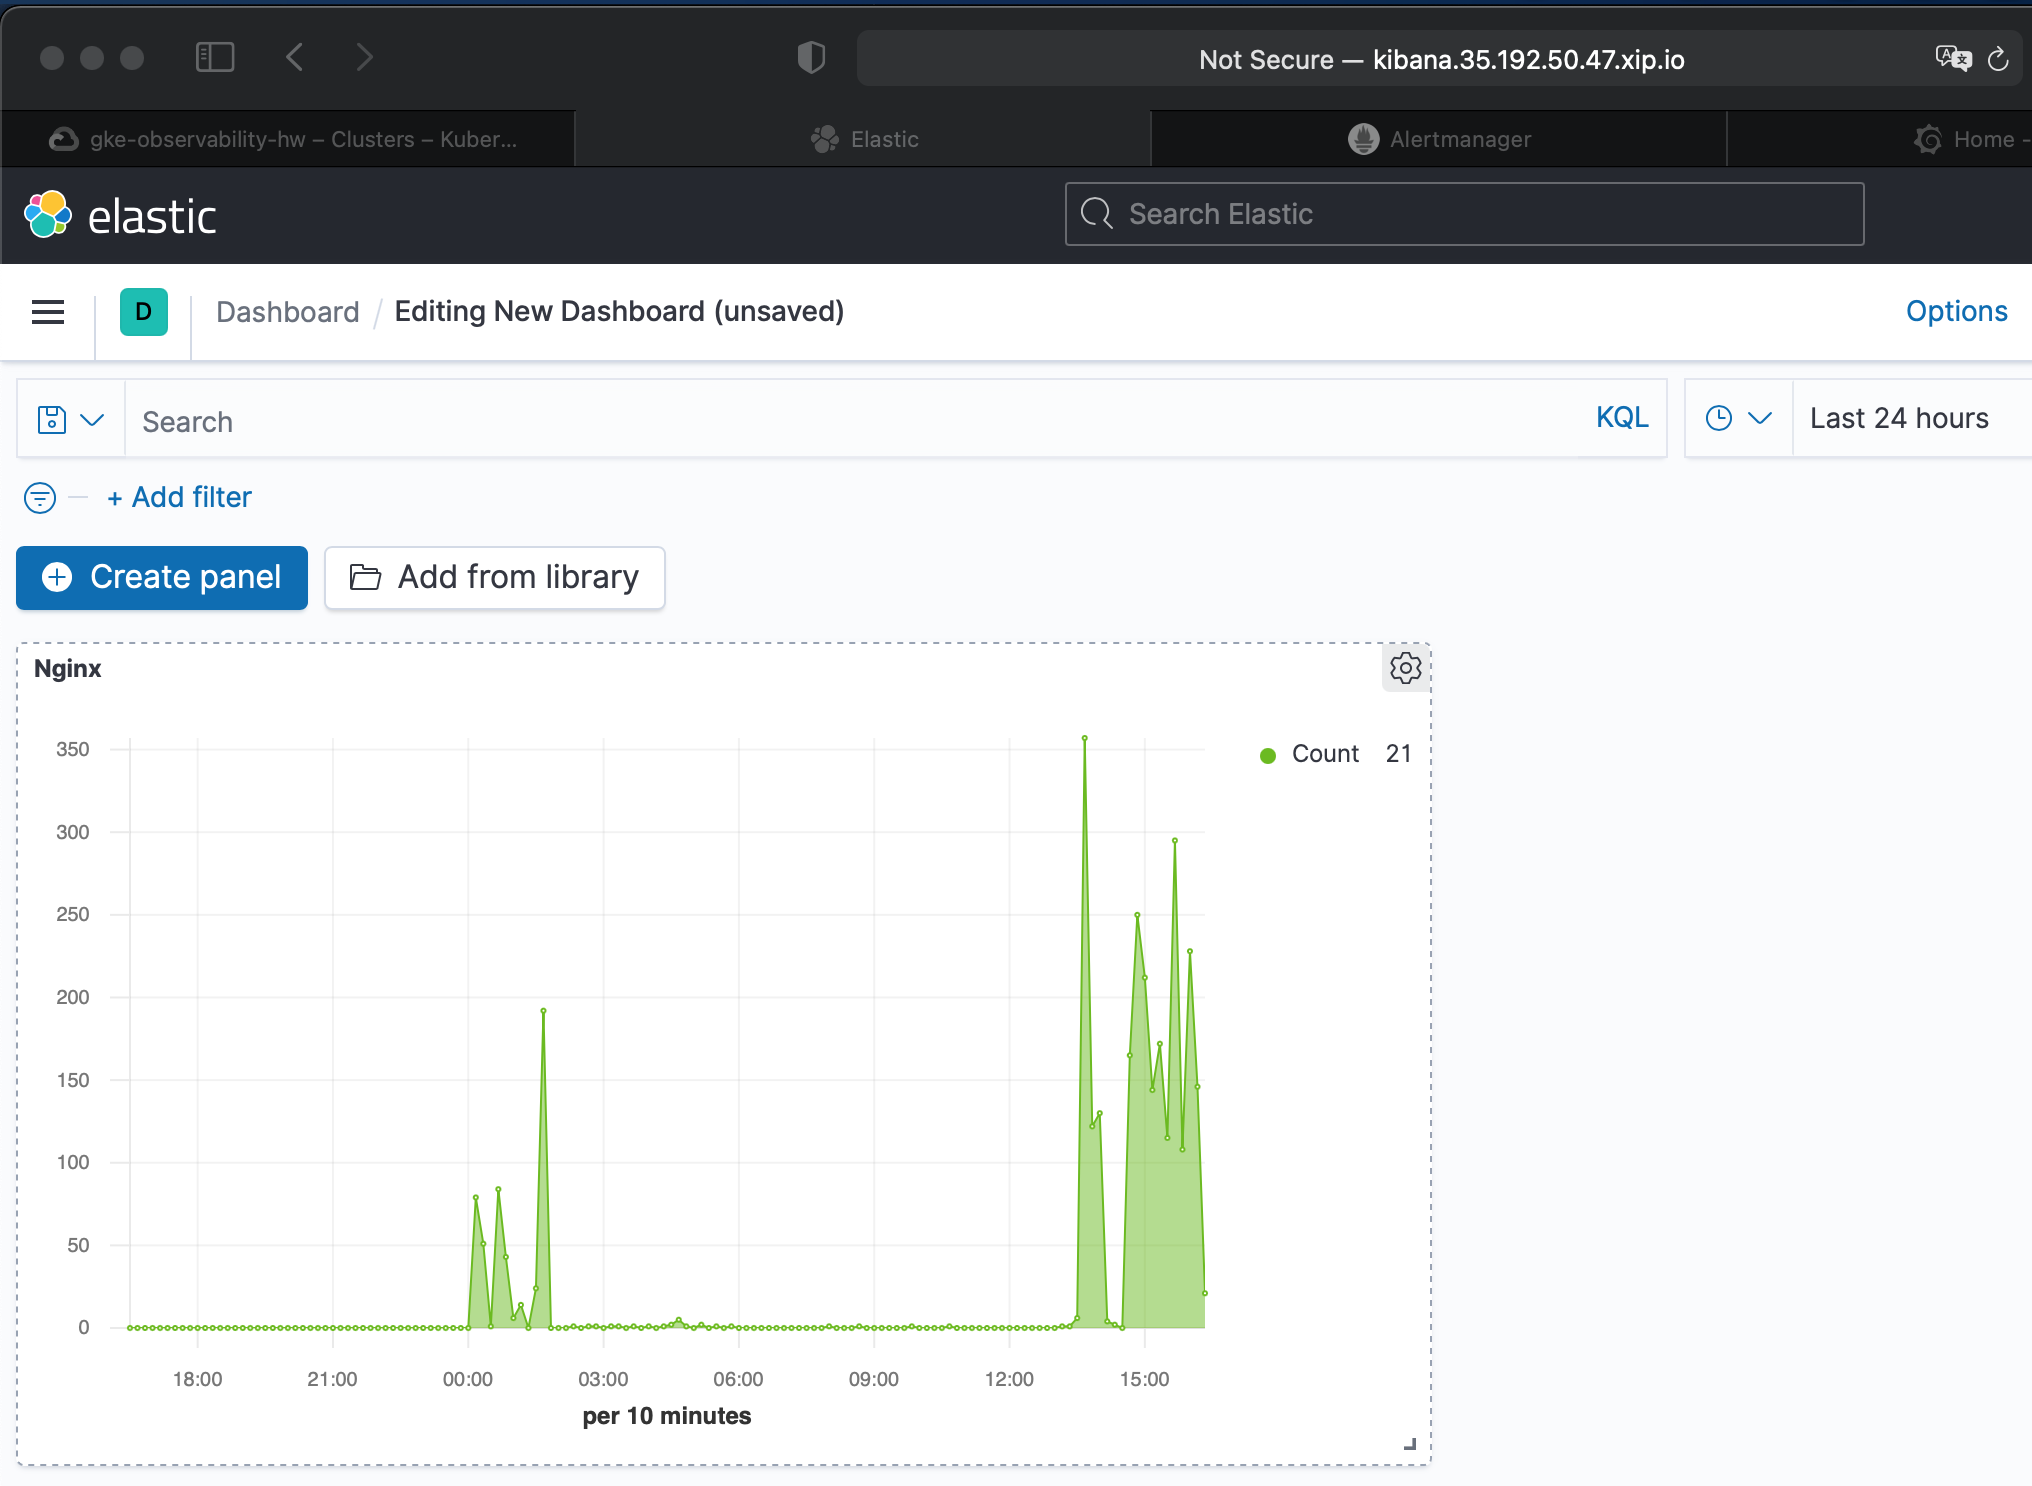 Not Secure — kibana.35.192.50.47.xip.io
gke-observability-hw – Clusters – Kuber...
Elastic
Alertmanager
Home -
elastic
Search Elastic
D
Dashboard / Editing New Dashboard (unsaved)
Options
Search
KQL
Last 24 hours
+ Add filter
Create panel
Add from library
Nginx
Count 21
350
300
250
200
150
100
50
0
18:00 21:00 00:00 03:00 06:00 09:00 12:00 15:00
per 10 minutes